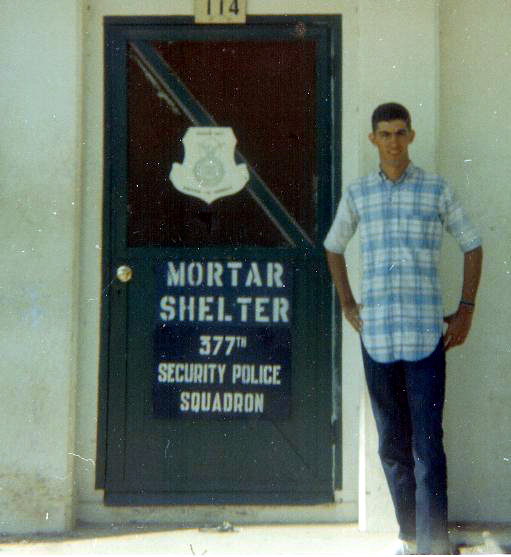 114
MORTAR
SHELTER
377TH
SECURITY POLICE
SQUADRON